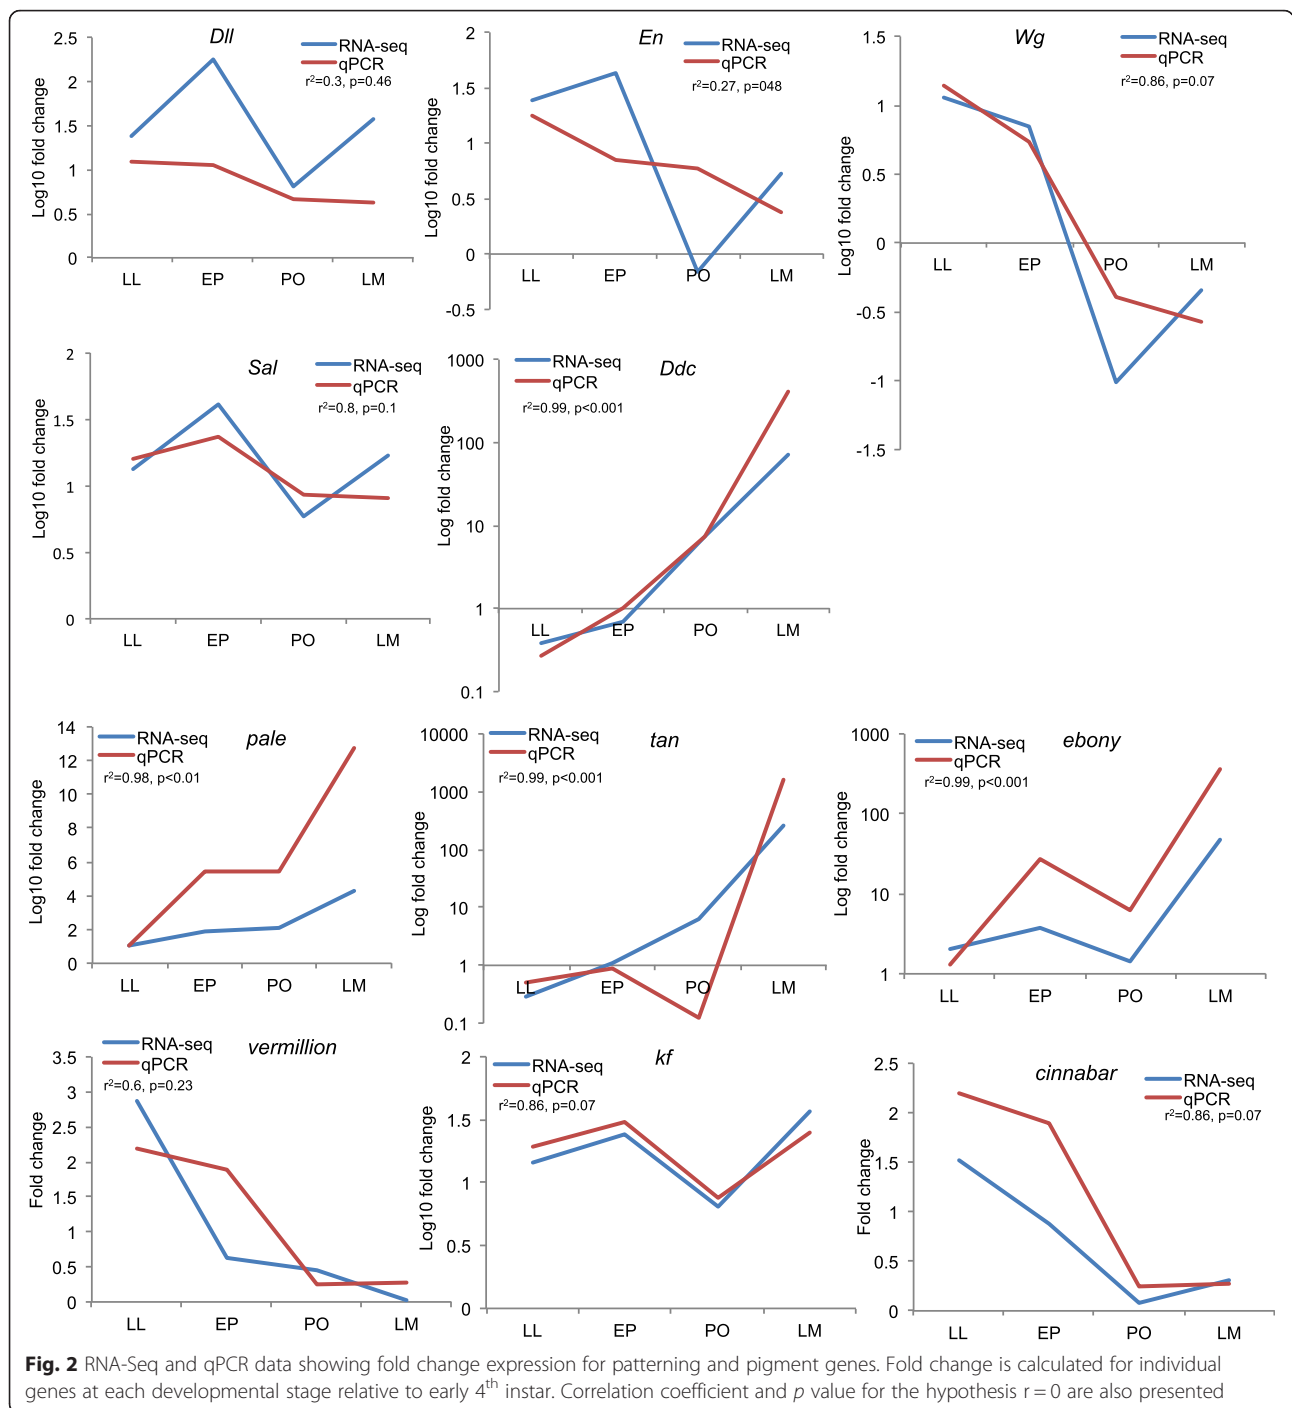 Dll
RNA-seq
qPCR
r²=0.3, p=0.46
Log10 fold change
2.5
2
1.5
1
0.5
0
LL EP PO LM
En
RNA-seq
qPCR
r²=0.27, p=048
Log10 fold change
2
1.5
1
0.5
0
-0.5
LL EP PO LM
Wg
RNA-seq
qPCR
r²=0.86, p=0.07
Log10 fold change
1.5
1
0.5
0
-0.5
-1
-1.5
LL EP PO LM
Sal
RNA-seq
qPCR
r²=0.8, p=0.1
Log10 fold change
2
1.5
1
0.5
0
LL EP PO LM
Ddc
RNA-seq
qPCR
r²=0.99, p<0.001
Log fold change
1000
100
10
1
0.1
LL EP PO LM
pale
RNA-seq
qPCR
r²=0.98, p<0.01
Log10 fold change
14
12
10
8
6
4
2
0
LL EP PO LM
tan
RNA-seq
qPCR
r²=0.99, p<0.001
Log fold change
10000
1000
100
10
1
0.1
LL EP PO LM
ebony
RNA-seq
qPCR
r²=0.99, p<0.001
Log fold change
1000
100
10
1
LL EP PO LM
vermillion
RNA-seq
qPCR
r²=0.6, p=0.23
Fold change
3.5
3
2.5
2
1.5
1
0.5
0
LL EP PO LM
kf
RNA-seq
qPCR
r²=0.86, p=0.07
Log10 fold change
2
1.5
1
0.5
0
LL EP PO LM
cinnabar
RNA-seq
qPCR
r²=0.86, p=0.07
Fold change
2.5
2
1.5
1
0.5
0
LL EP PO LM
Fig. 2 RNA-Seq and qPCR data showing fold change expression for patterning and pigment genes. Fold change is calculated for individual
genes at each developmental stage relative to early 4th instar. Correlation coefficient and p value for the hypothesis r = 0 are also presented